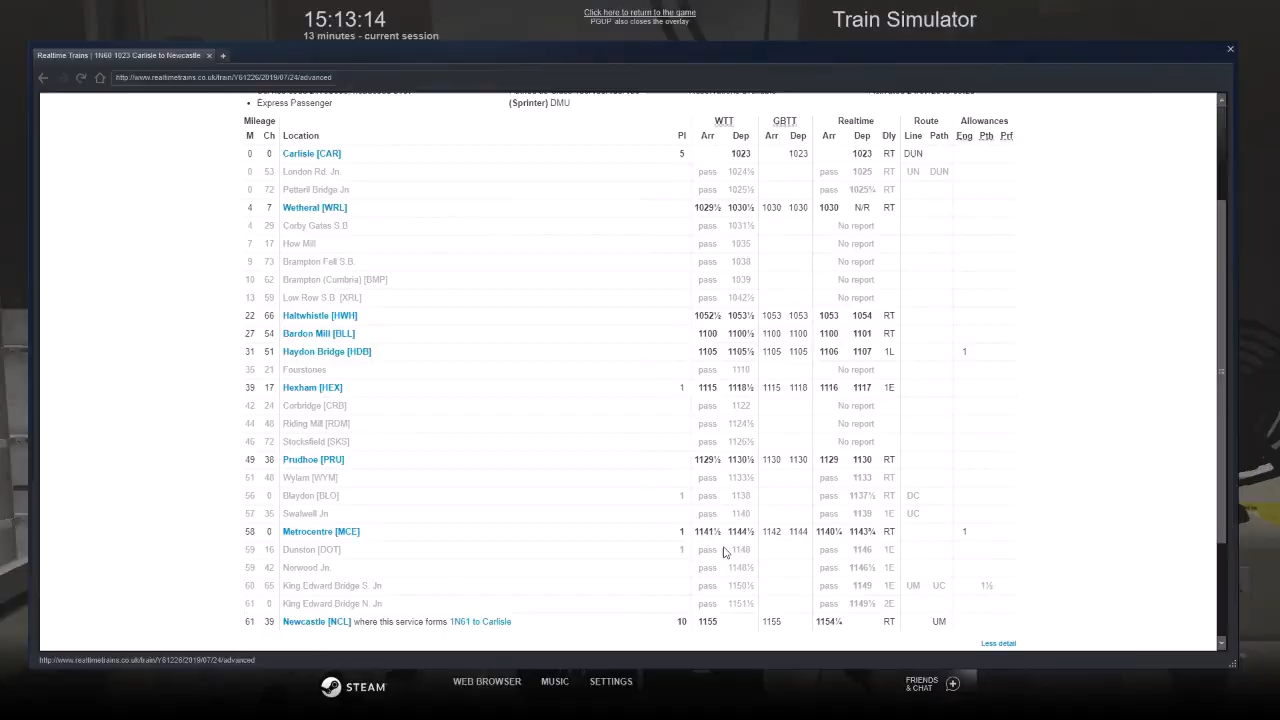 15:13:14
13 minutes - current session
Click here to return to the game
PGUP also closes the overlay
Train Simulator
Realtime Trains | 1N60 1023 Carlisle to Newcastle
http://www.realtimetrains.co.uk/train/Y61226/2019/07/24/advanced
Express Passenger (Sprinter) DMU
Mileage WTT GBTT Realtime Route Allowances
M Ch Location Pl Arr Dep Arr Dep Arr Dep Dly Line Path Eng Pth Prf
0 0 Carlisle [CAR] 5 1023 1023 1023 RT DUN
0 53 London Rd. Jn. pass 1024½ pass 1025 RT UN DUN
0 72 Petteril Bridge Jn pass 1025½ pass 1025¾ RT
4 7 Wetheral [WRL] 1029½ 1030½ 1030 1030 1030 N/R RT
4 29 Corby Gates S.B pass 1031½ No report
7 17 How Mill pass 1035 No report
9 73 Brampton Fell S.B. pass 1038 No report
10 62 Brampton (Cumbria) [BMP] pass 1039 No report
13 59 Low Row S.B. [XRL] pass 1042½ No report
22 66 Haltwhistle [HWH] 1052½ 1053½ 1053 1053 1053 1054 RT
27 54 Bardon Mill [BLL] 1100 1100½ 1100 1100 1100 1101 RT
31 51 Haydon Bridge [HDB] 1105 1105½ 1105 1105 1106 1107 1L 1
35 21 Fourstones pass 1110 No report
39 17 Hexham [HEX] 1 1115 1118½ 1115 1118 1116 1117 1E
42 24 Corbridge [CRB] pass 1122 No report
44 48 Riding Mill [RDM] pass 1124½ No report
46 72 Stocksfield [SKS] pass 1126½ No report
49 38 Prudhoe [PRU] 1129½ 1130½ 1130 1130 1129 1130 RT
51 48 Wylam [WYM] pass 1133½ pass 1133 RT
56 0 Blaydon [BLO] 1 pass 1138 pass 1137½ RT DC
57 35 Swalwell Jn pass 1140 pass 1139 1E UC
58 0 Metrocentre [MCE] 1 1141½ 1144½ 1142 1144 1140¼ 1143¾ RT 1
59 16 Dunston [DOT] 1 pass 1148 pass 1146 1E
59 42 Norwood Jn. pass 1148½ pass 1146½ 1E
60 65 King Edward Bridge S. Jn pass 1150½ pass 1149 1E UM UC 1½
61 0 King Edward Bridge N. Jn pass 1151½ pass 1149½ 2E
61 39 Newcastle [NCL] where this service forms 1N61 to Carlisle 10 1155 1155 1154¼ RT UM
Less detail
http://www.realtimetrains.co.uk/train/Y61226/2019/07/24/advanced
STEAM
WEB BROWSER MUSIC SETTINGS
FRIENDS
& CHAT